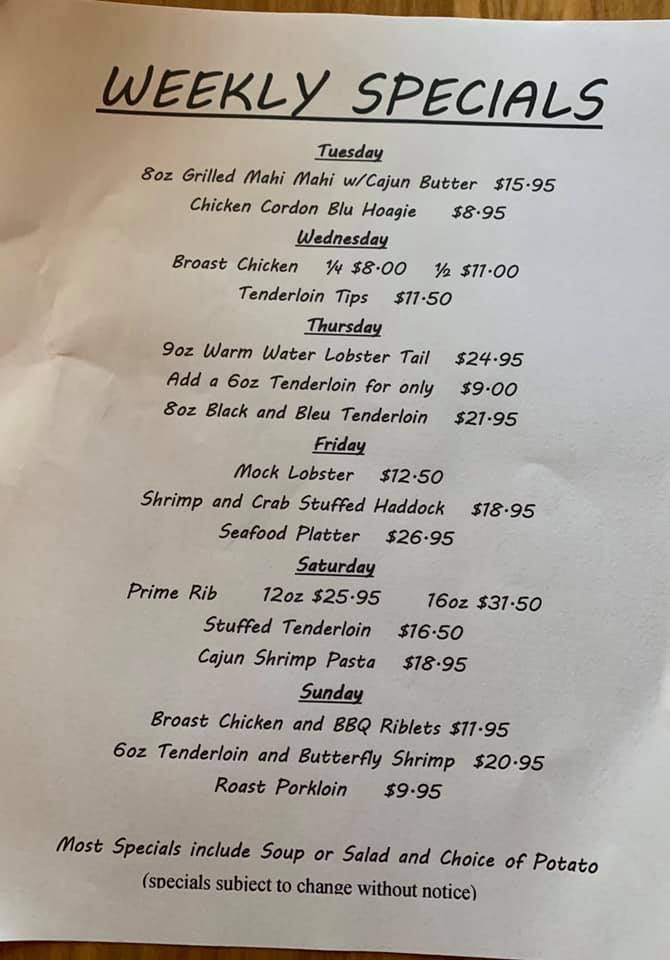 WEEKLY SPECIALS
Tuesday
8oz Grilled Mahi Mahi w/Cajun Butter $15.95
Chicken Cordon Blu Hoagie $8.95
Wednesday
Broast Chicken ¼ $8.00 ½ $11.00
Tenderloin Tips $11.50
Thursday
9oz Warm Water Lobster Tail $24.95
Add a 6oz Tenderloin for only $9.00
8oz Black and Bleu Tenderloin $21.95
Friday
Mock Lobster $12.50
Shrimp and Crab Stuffed Haddock $18.95
Seafood Platter $26.95
Saturday
Prime Rib 12oz $25.95 16oz $31.50
Stuffed Tenderloin $16.50
Cajun Shrimp Pasta $18.95
Sunday
Broast Chicken and BBQ Riblets $11.95
6oz Tenderloin and Butterfly Shrimp $20.95
Roast Porkloin $9.95
Most Specials include Soup or Salad and Choice of Potato
(specials subject to change without notice)